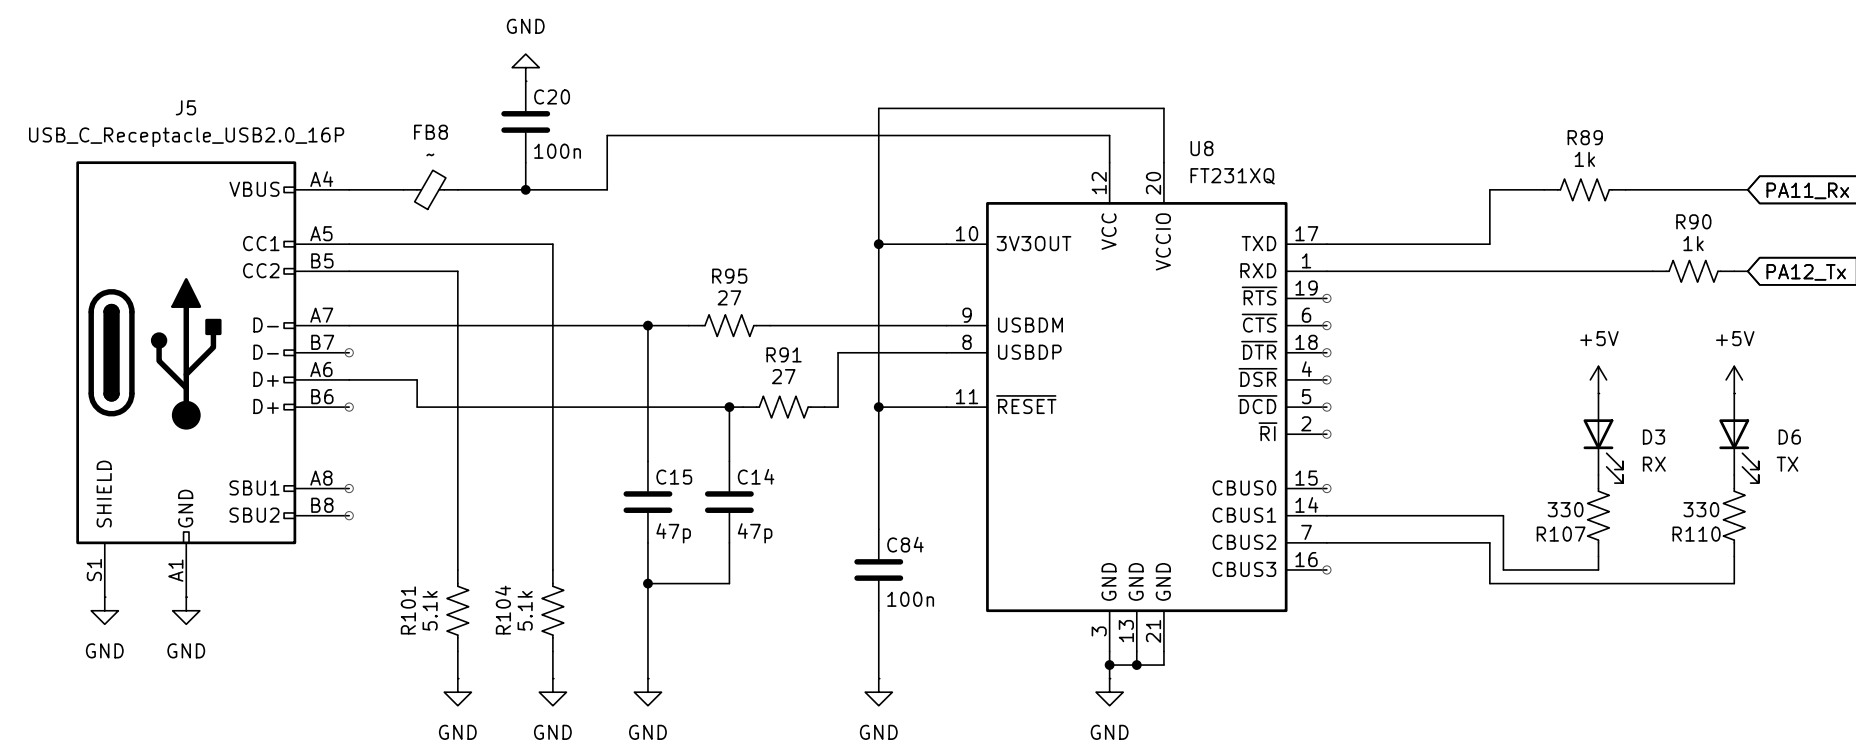 GND
C20
100n
J5
USB_C_Receptacle_USB2.0_16P
FB8
~
VBUS
A4
CC1
A5
CC2
B5
D-
A7
D-
B7
D+
A6
D+
B6
SBU1
A8
SBU2
B8
SHIELD
GND
S1
A1
GND
GND
R101
5.1k
R104
5.1k
GND
GND
R95
27
R91
27
C15
47p
C14
47p
GND
C84
100n
GND
U8
FT231XQ
12
20
VCC
VCCIO
10
3V3OUT
9
USBDM
8
USBDP
11
RESET
TXD
17
RXD
1
RTS
19
CTS
6
DTR
18
DSR
4
DCD
5
RI
2
CBUS0
15
CBUS1
14
CBUS2
7
CBUS3
16
GND
GND
GND
3
13
21
GND
R89
1k
PA11_Rx
R90
1k
PA12_Tx
+5V
+5V
D3
RX
D6
TX
330
R107
330
R110